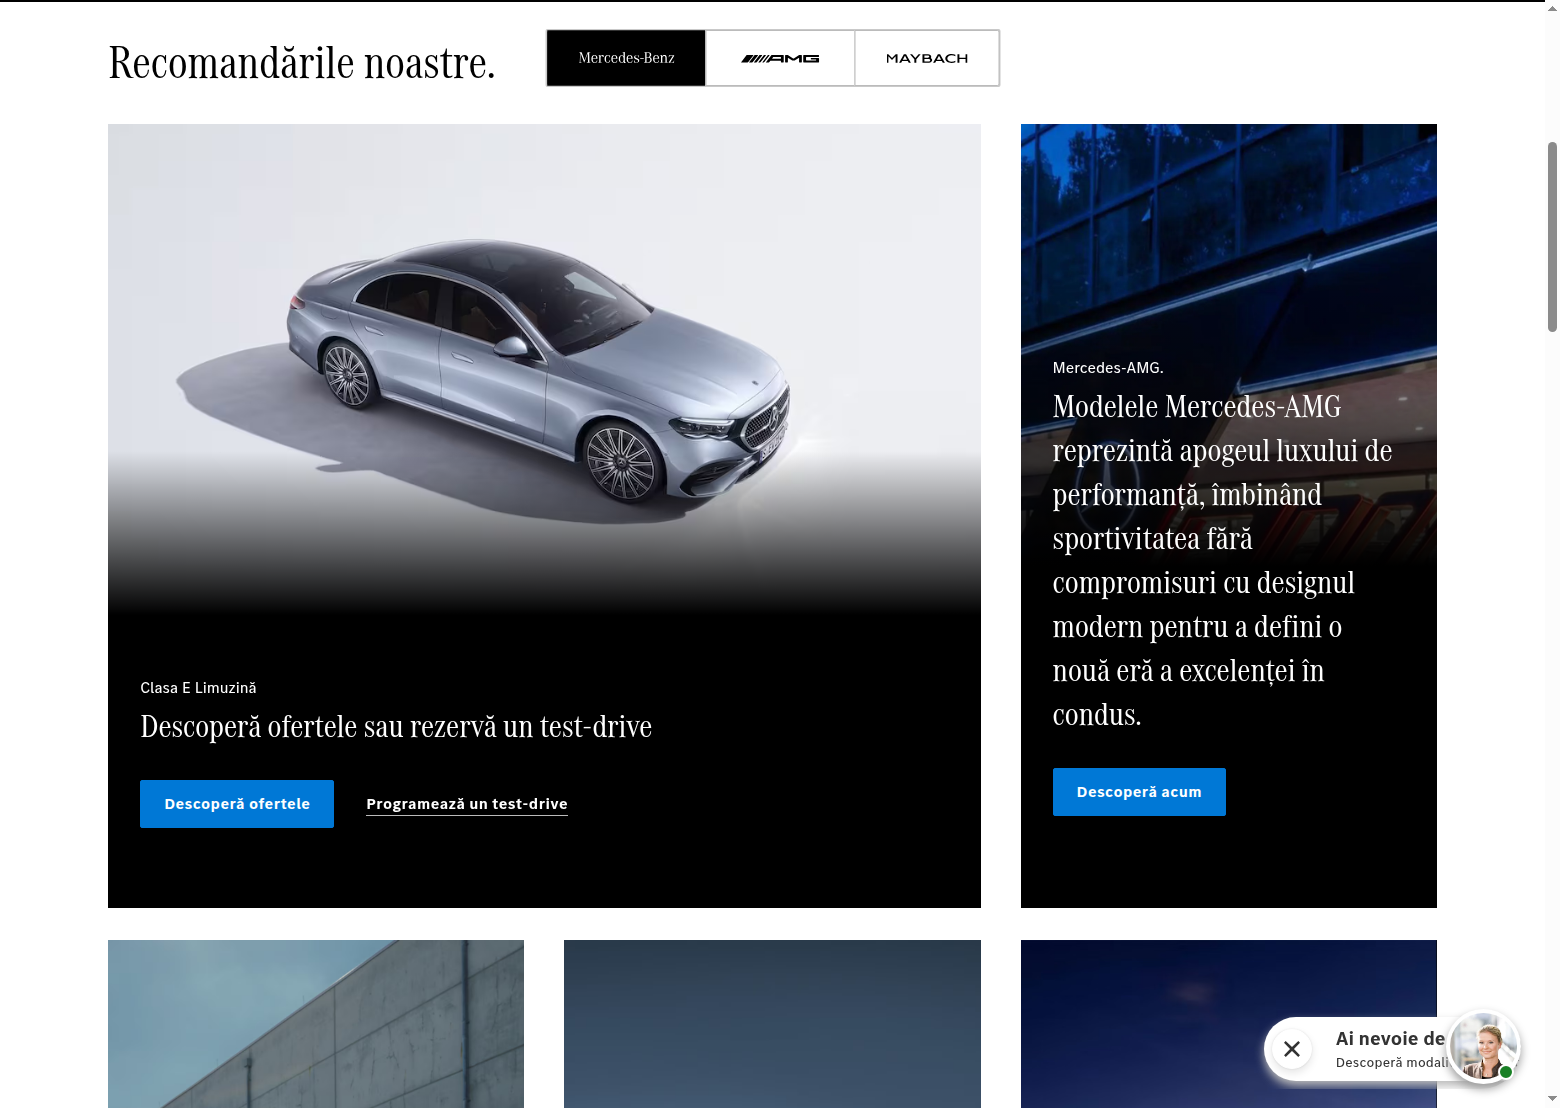 Recomandările noastre.
Mercedes-Benz
AMG
MAYBACH
Clasa E Limuzină
Descoperă ofertele sau rezervă un test-drive
Descoperă ofertele
Programează un test-drive
Mercedes-AMG.
Modelele Mercedes-AMG
reprezintă apogeul luxului de
performanță, îmbinând
sportivitatea fără
compromisuri cu designul
modern pentru a defini o
nouă eră a excelenței în
condus.
Descoperă acum
Ai nevoie de
Descoperă modali